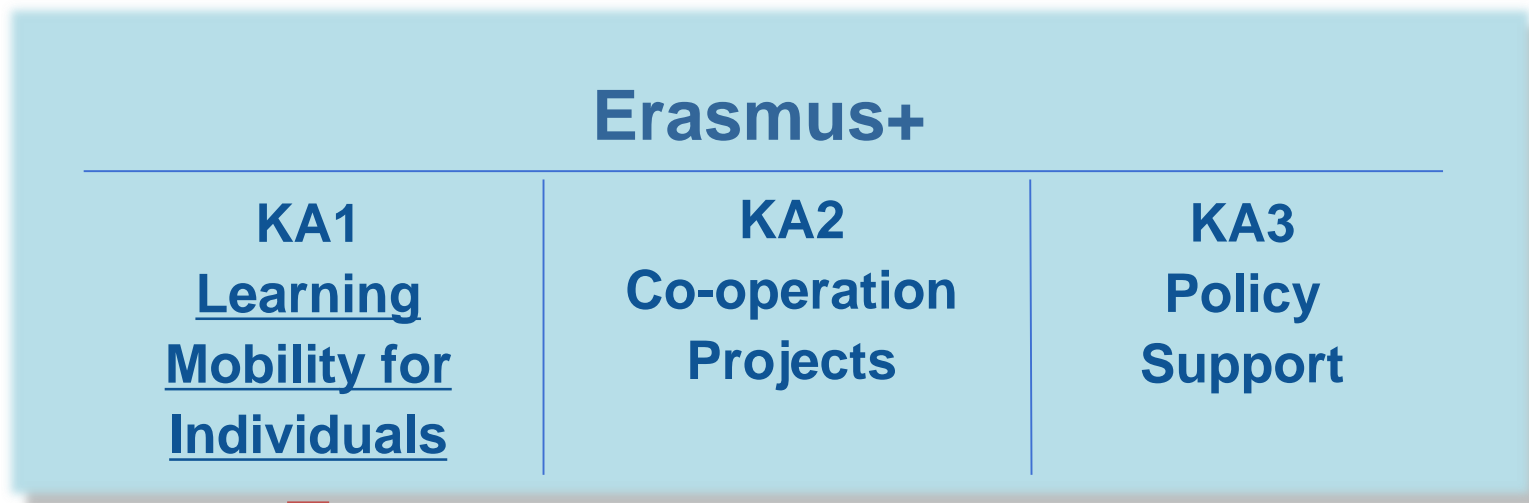 Erasmus+
KA1
Learning
Mobility for
Individuals
KA2
Co-operation
Projects
KA3
Policy
Support